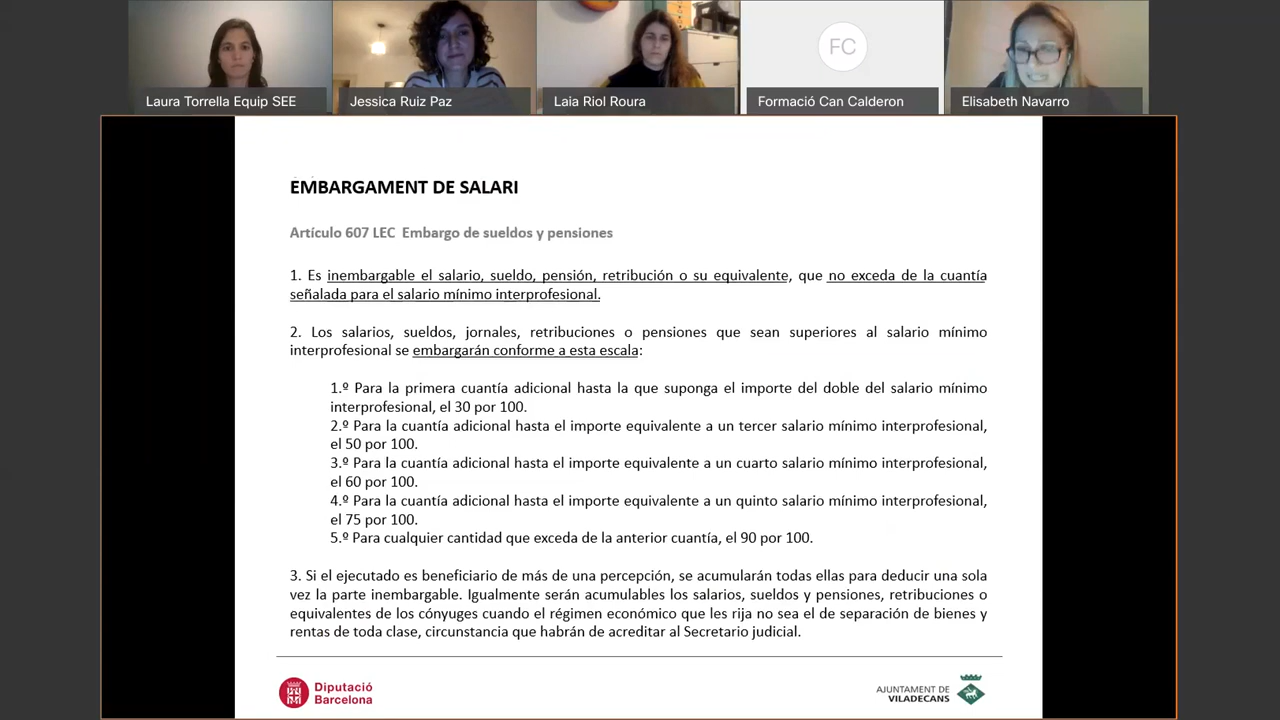 Laura Torrella Equip SEE
Jessica Ruiz Paz
Laia Riol Roura
FC
Formació Can Calderon
Elisabeth Navarro
EMBARGAMENT DE SALARI
Artículo 607 LEC Embargo de sueldos y pensiones
1. Es inembargable el salario, sueldo, pensión, retribución o su equivalente, que no exceda de la cuantía
señalada para el salario mínimo interprofesional.
2. Los salarios, sueldos, jornales, retribuciones o pensiones que sean superiores al salario mínimo
interprofesional se embargarán conforme a esta escala:
1.º Para la primera cuantía adicional hasta la que suponga el importe del doble del salario mínimo
interprofesional, el 30 por 100.
2.º Para la cuantía adicional hasta el importe equivalente a un tercer salario mínimo interprofesional,
el 50 por 100.
3.º Para la cuantía adicional hasta el importe equivalente a un cuarto salario mínimo interprofesional,
el 60 por 100.
4.º Para la cuantía adicional hasta el importe equivalente a un quinto salario mínimo interprofesional,
el 75 por 100.
5.º Para cualquier cantidad que exceda de la anterior cuantía, el 90 por 100.
3. Si el ejecutado es beneficiario de más de una percepción, se acumularán todas ellas para deducir una sola
vez la parte inembargable. Igualmente serán acumulables los salarios, sueldos y pensiones, retribuciones o
equivalentes de los cónyuges cuando el régimen económico que les rija no sea el de separación de bienes y
rentas de toda clase, circunstancia que habrán de acreditar al Secretario judicial.
Diputació
Barcelona
AJUNTAMENT DE
VILADECANS